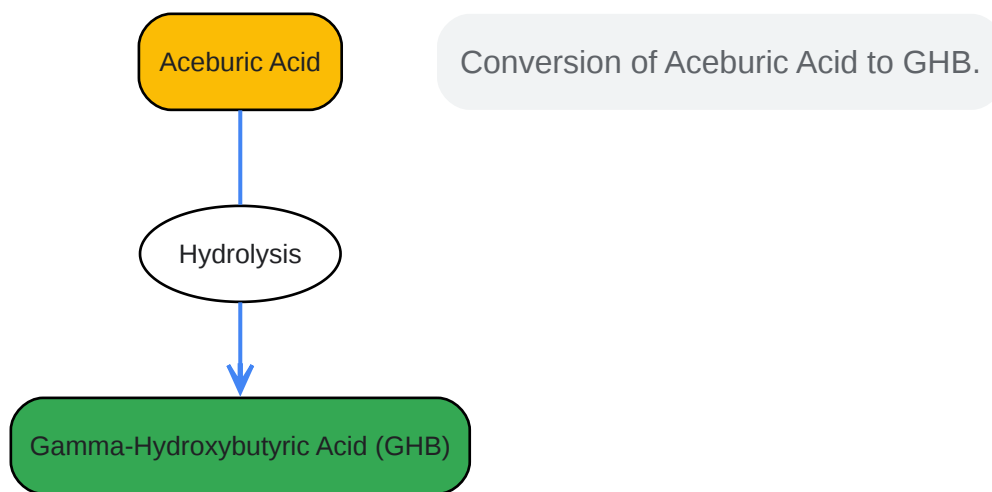 Aceburic Acid
Conversion of Aceburic Acid to GHB.
Hydrolysis
Gamma-Hydroxybutyric Acid (GHB)